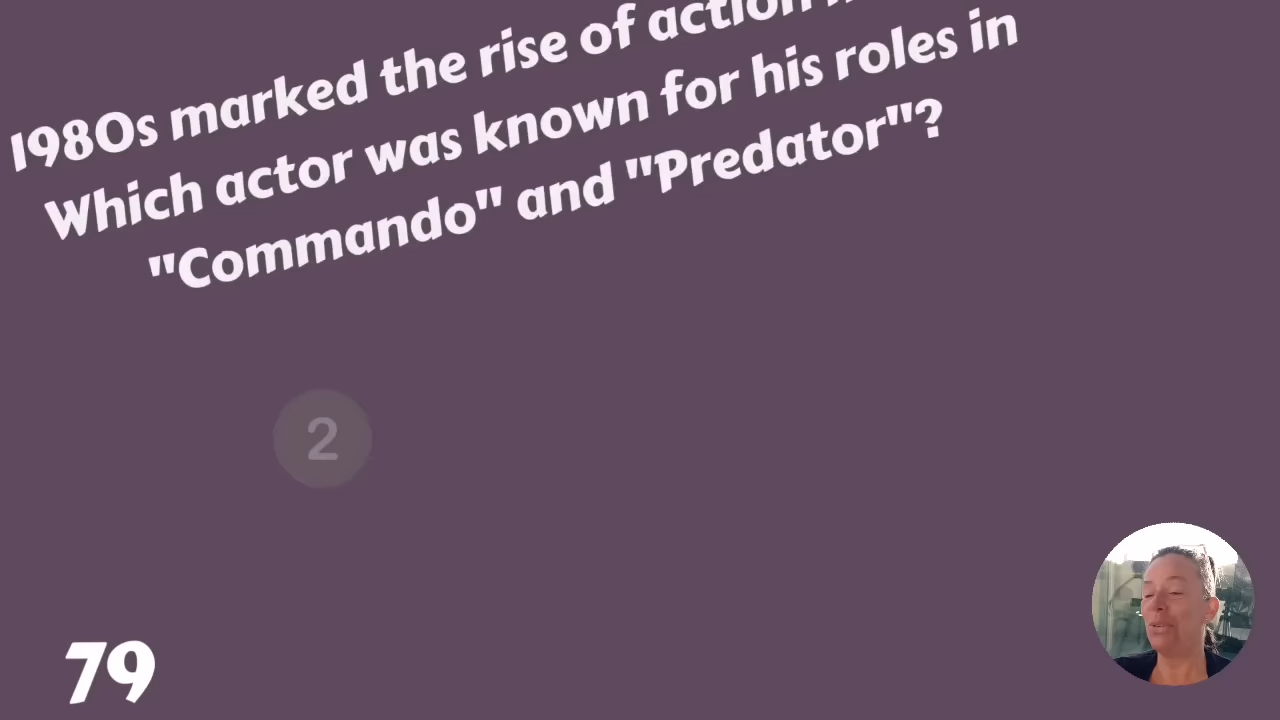 1980s marked the rise of action
Which actor was known for his roles in
"Commando" and "Predator"?
2
79